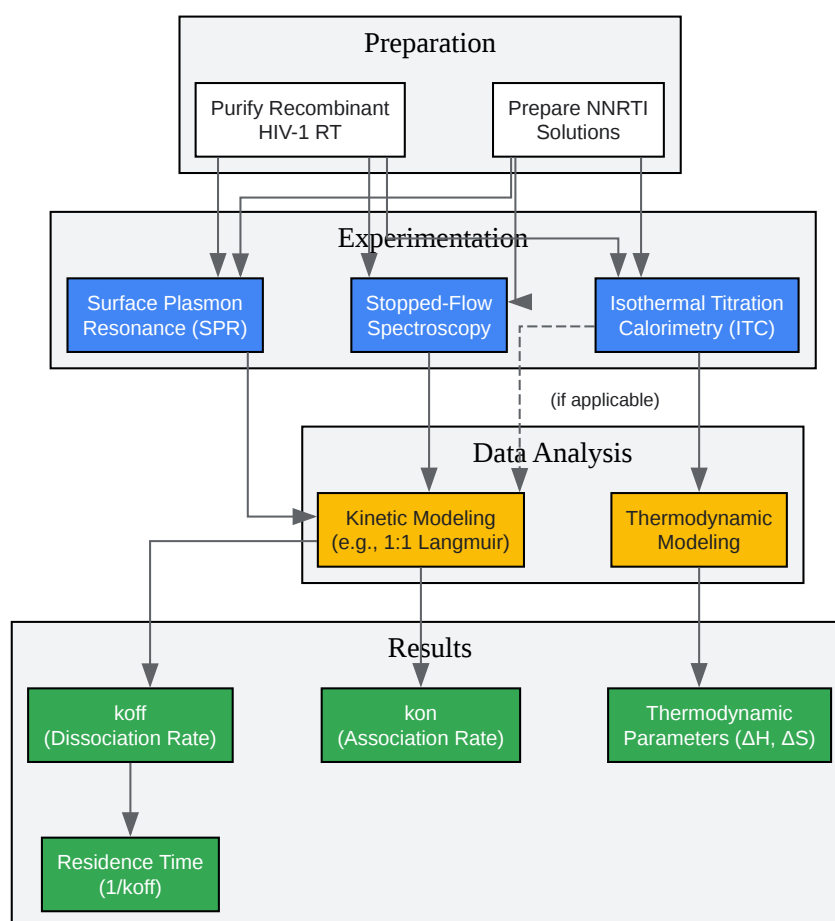 Preparation
Purify Recombinant
HIV-1 RT
Prepare NNRTI
Solutions
Experimentation
Surface Plasmon
Resonance (SPR)
Stopped-Flow
Spectroscopy
Isothermal Titration
Calorimetry (ITC)
(if applicable)
Data Analysis
Kinetic Modeling
(e.g., 1:1 Langmuir)
Thermodynamic
Modeling
Results
koff
(Dissociation Rate)
kon
(Association Rate)
Thermodynamic
Parameters (ΔH, ΔS)
Residence Time
(1/koff)